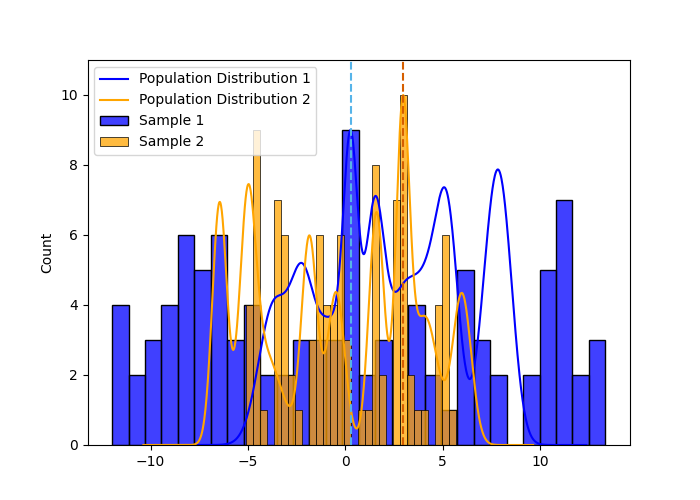 Population Distribution 1
Population Distribution 2
Sample 1
Sample 2
Count
10
8
6
4
2
0
−10
−5
0
5
10